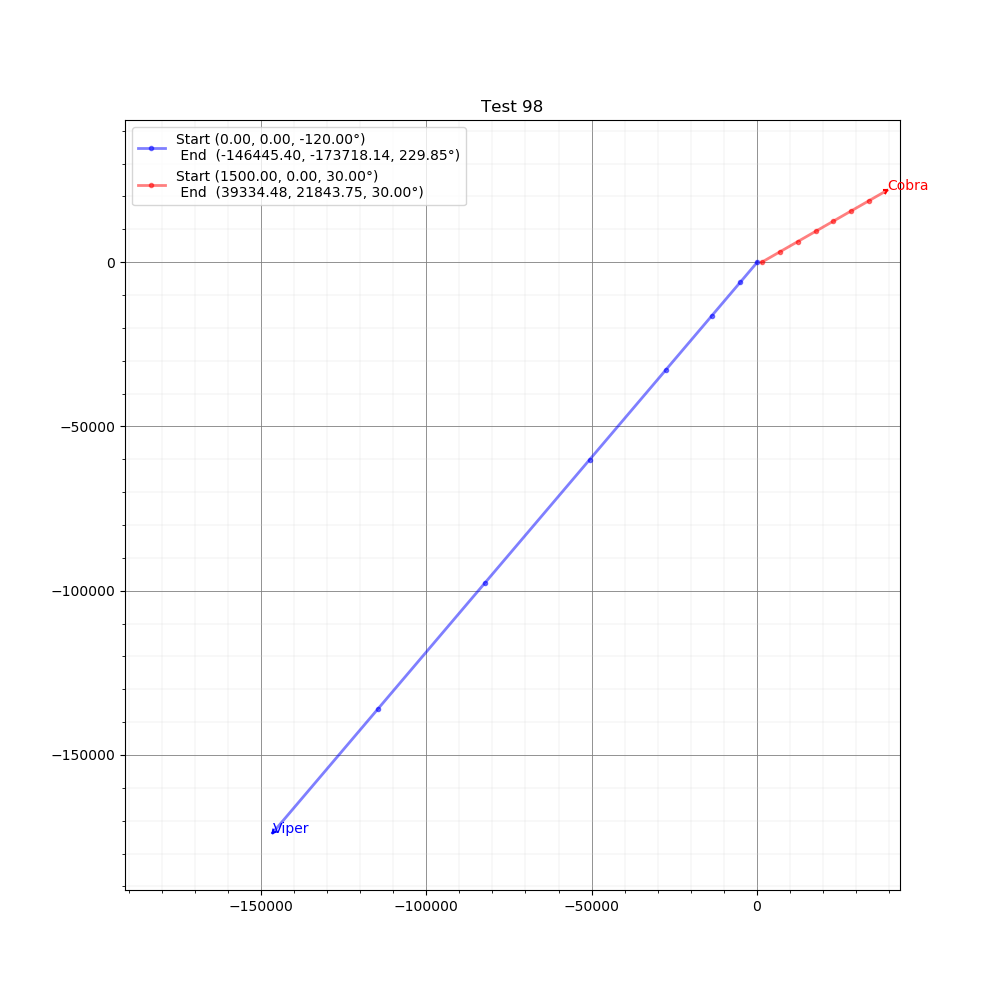 Test 98
Start (0.00, 0.00, -120.00°)
End (-146445.40, -173718.14, 229.85°)
Start (1500.00, 0.00, 30.00°)
End (39334.48, 21843.75, 30.00°)
Cobra
0
−50000
−100000
−150000
Viper
−150000 −100000 −50000 0